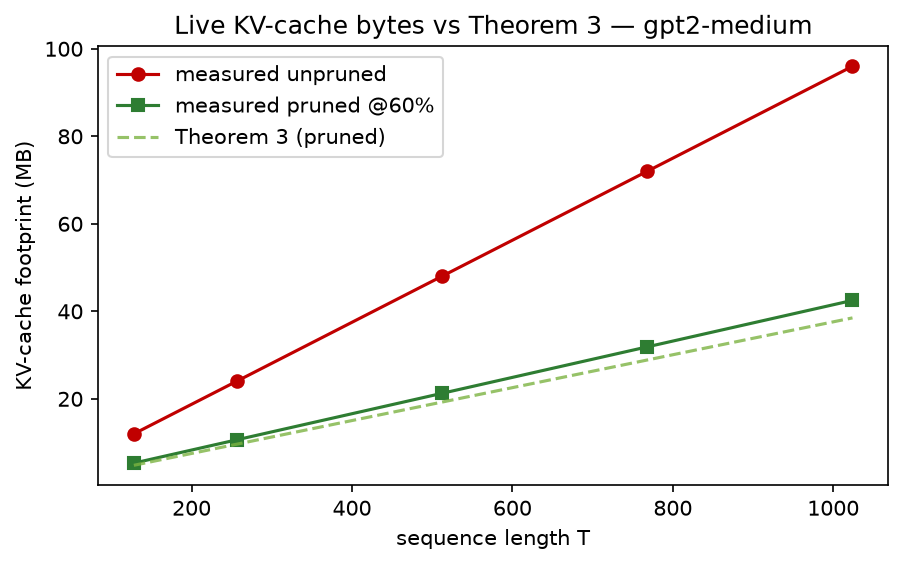 Live KV-cache bytes vs Theorem 3 — gpt2-medium
measured unpruned
measured pruned @60%
Theorem 3 (pruned)
KV-cache footprint (MB)
100
80
60
40
20
200 400 600 800 1000
sequence length T